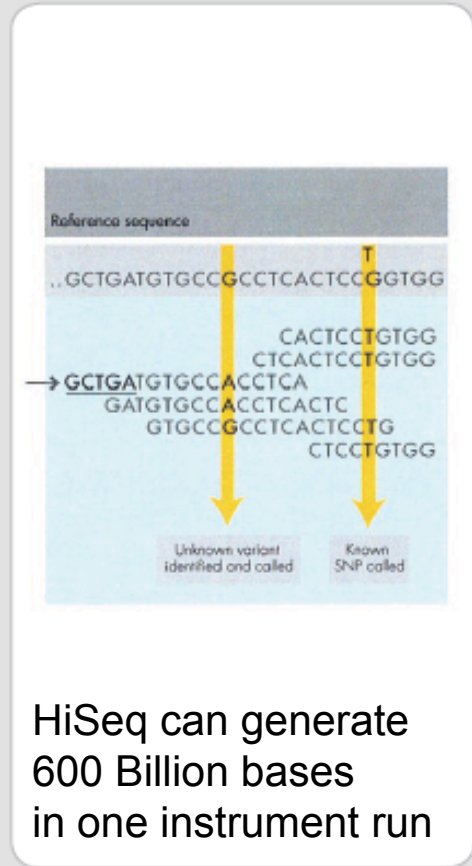 Reference sequence
T
..GCTGATGTGCCGCCTCACTCCGGTGG
CACTCCTGTGG
CTCACTCCTGTGG
→ GCTGATGTGCCACCTCA
GATGTGCCACCTCACTC
GTGCCGCCTCACTCCTG
CTCCTGTGG
Unknown variant
identified and called
Known
SNP called
HiSeq can generate
600 Billion bases
in one instrument run